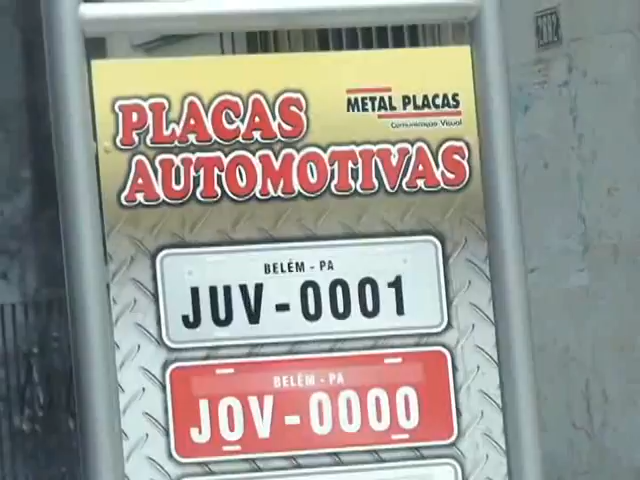 PLACAS
AUTOMOTIVAS
METAL PLACAS
Comunicação Visual
BELÉM - PA
JUV-0001
BELÉM - PA
JOV-0000